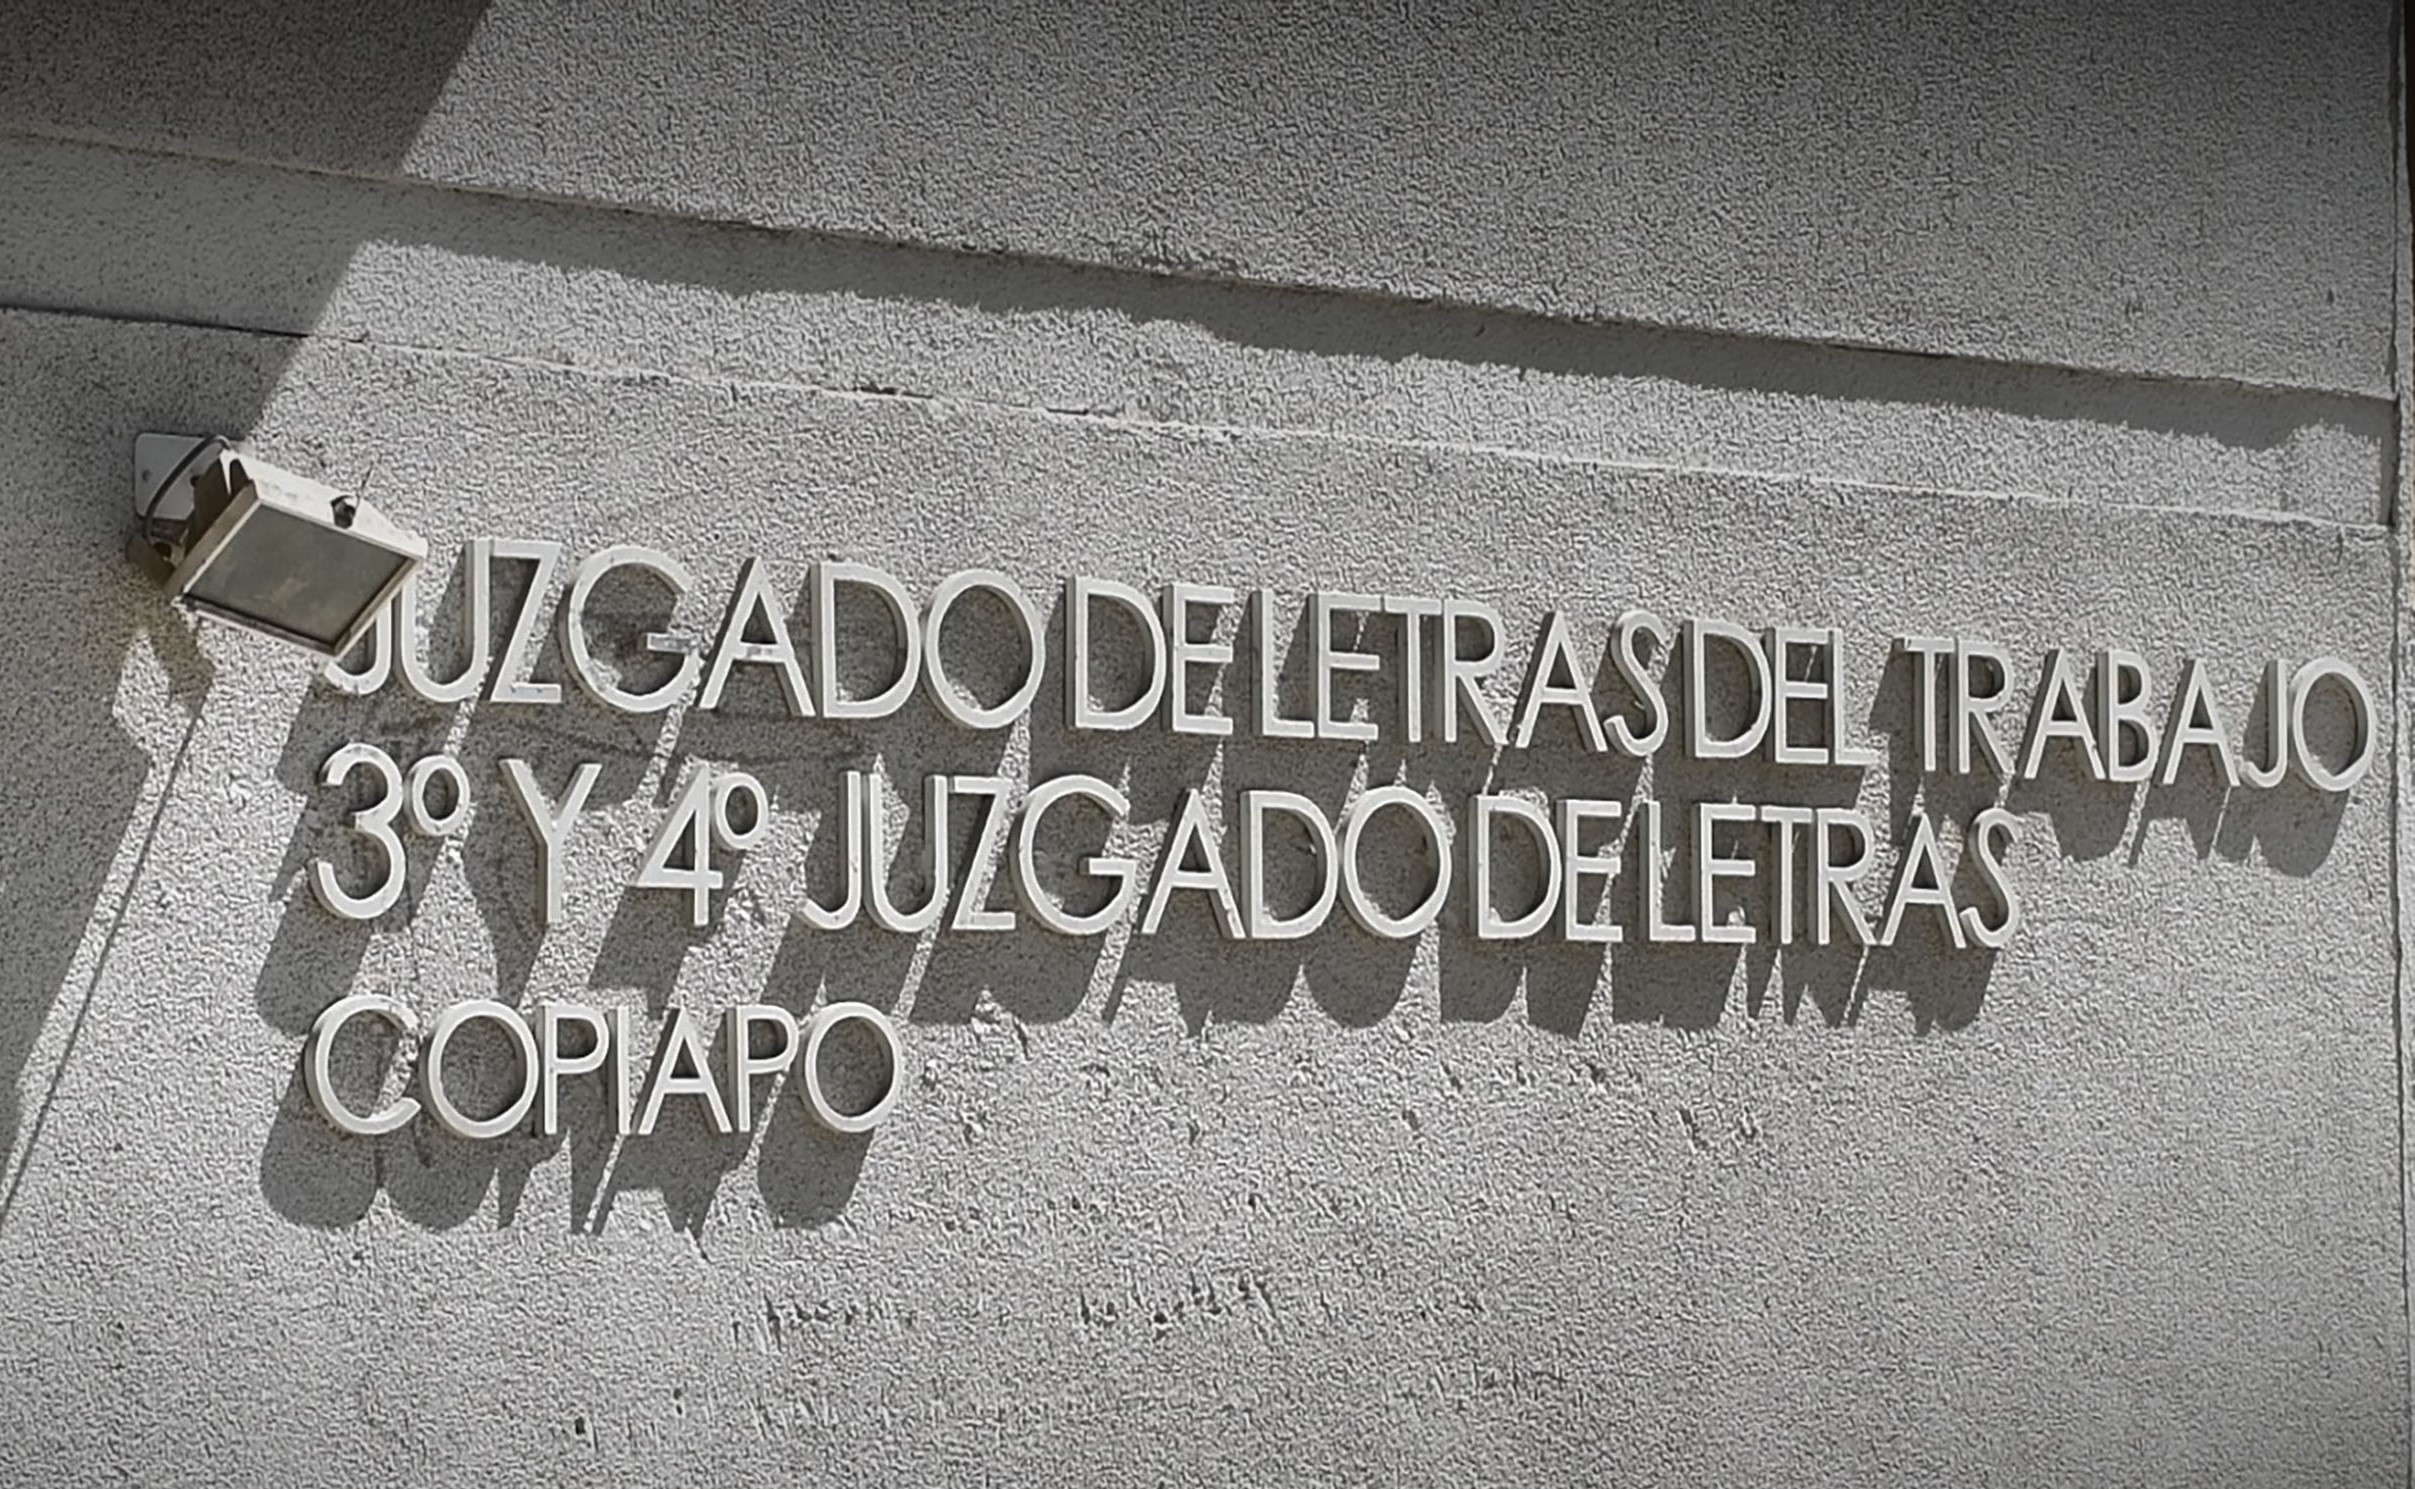 JUZGADO DE LETRAS DEL TRABAJO
3º Y 4º JUZGADO DE LETRAS
COPIAPO